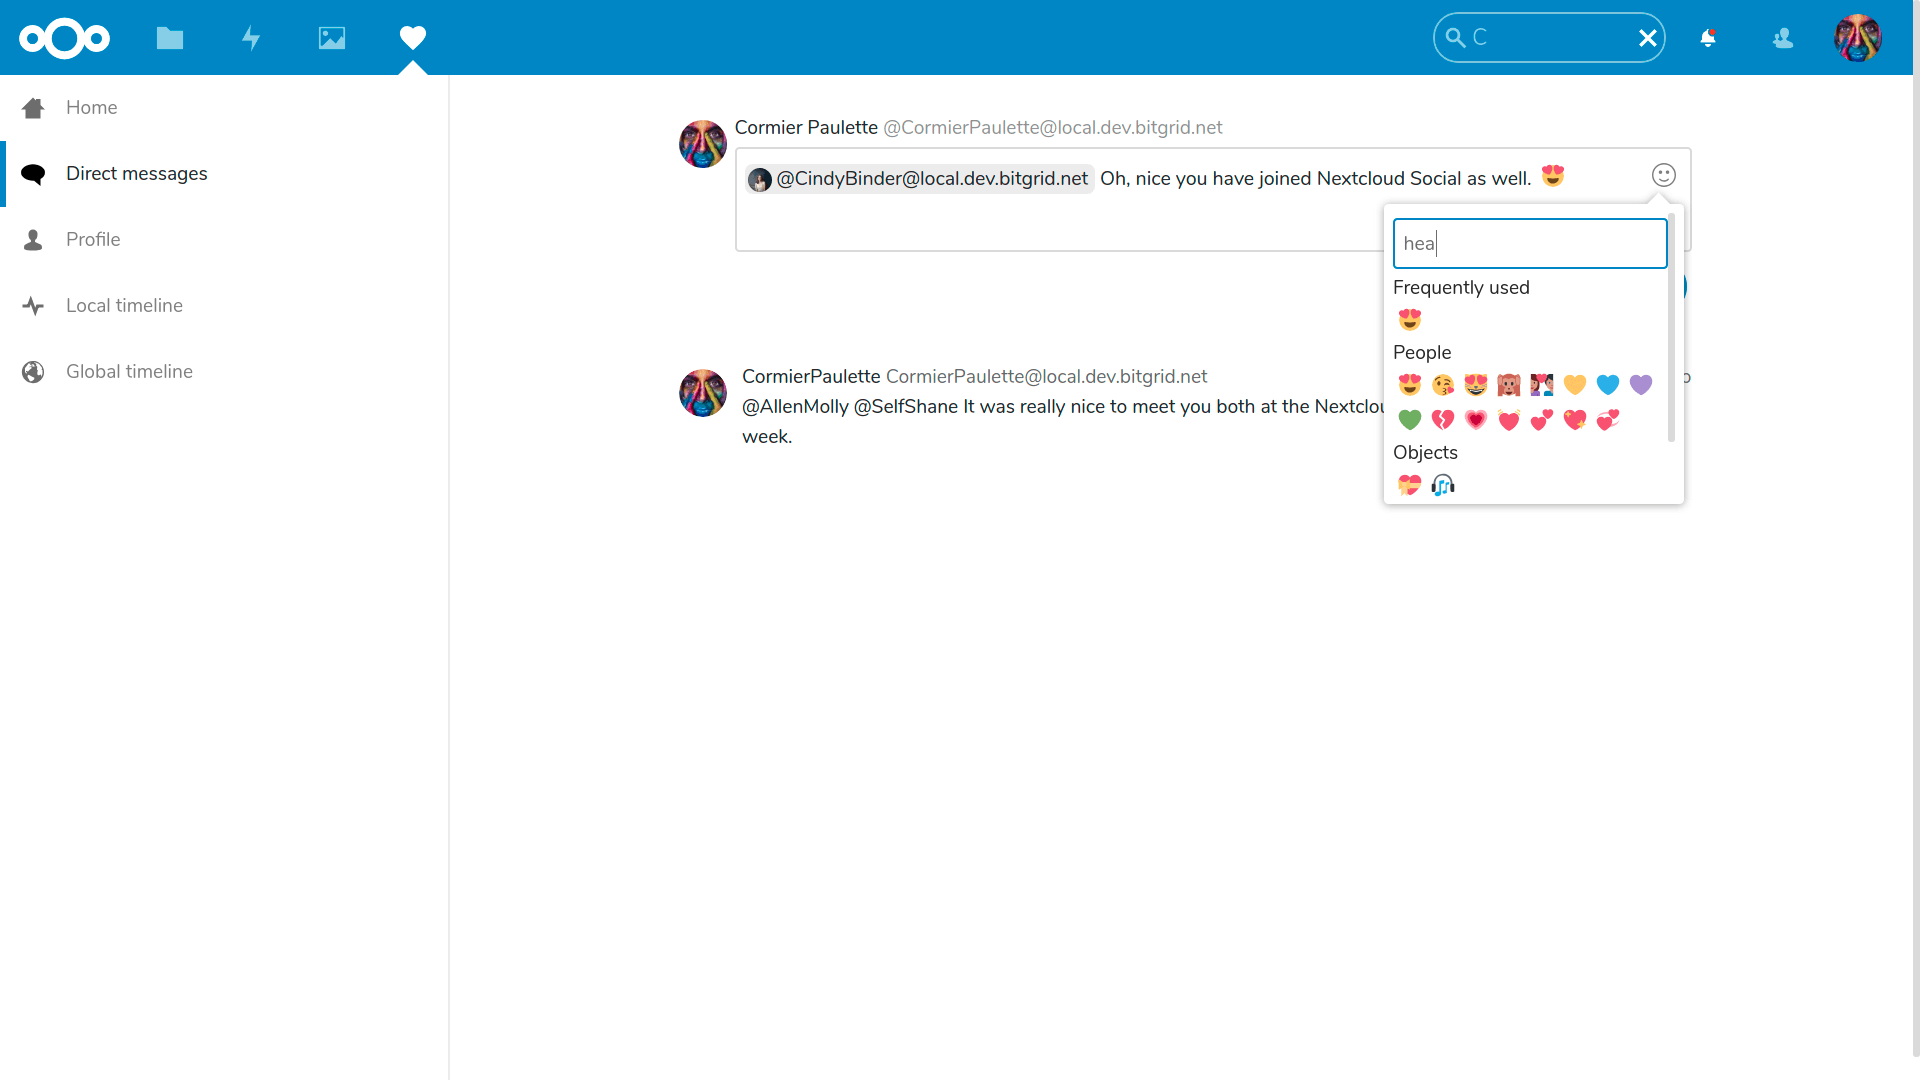 C
Home
Direct messages
Profile
Local timeline
Global timeline
Cormier Paulette @CormierPaulette@local.dev.bitgrid.net
@CindyBinder@local.dev.bitgrid.net Oh, nice you have joined Nextcloud Social as well. 😍
hea
Frequently used
People
Objects
CormierPaulette CormierPaulette@local.dev.bitgrid.net
@AllenMolly @SelfShane It was really nice to meet you both at the
week.